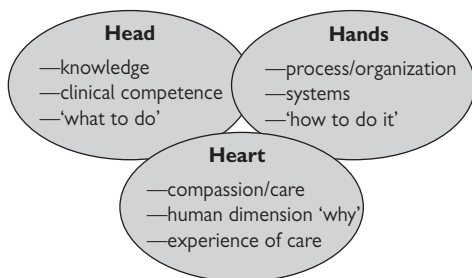 Head
—knowledge
—clinical competence
—‘what to do’
Hands
—process/organization
—systems
—‘how to do it’
Heart
—compassion/care
—human dimension ‘why’
—experience of care